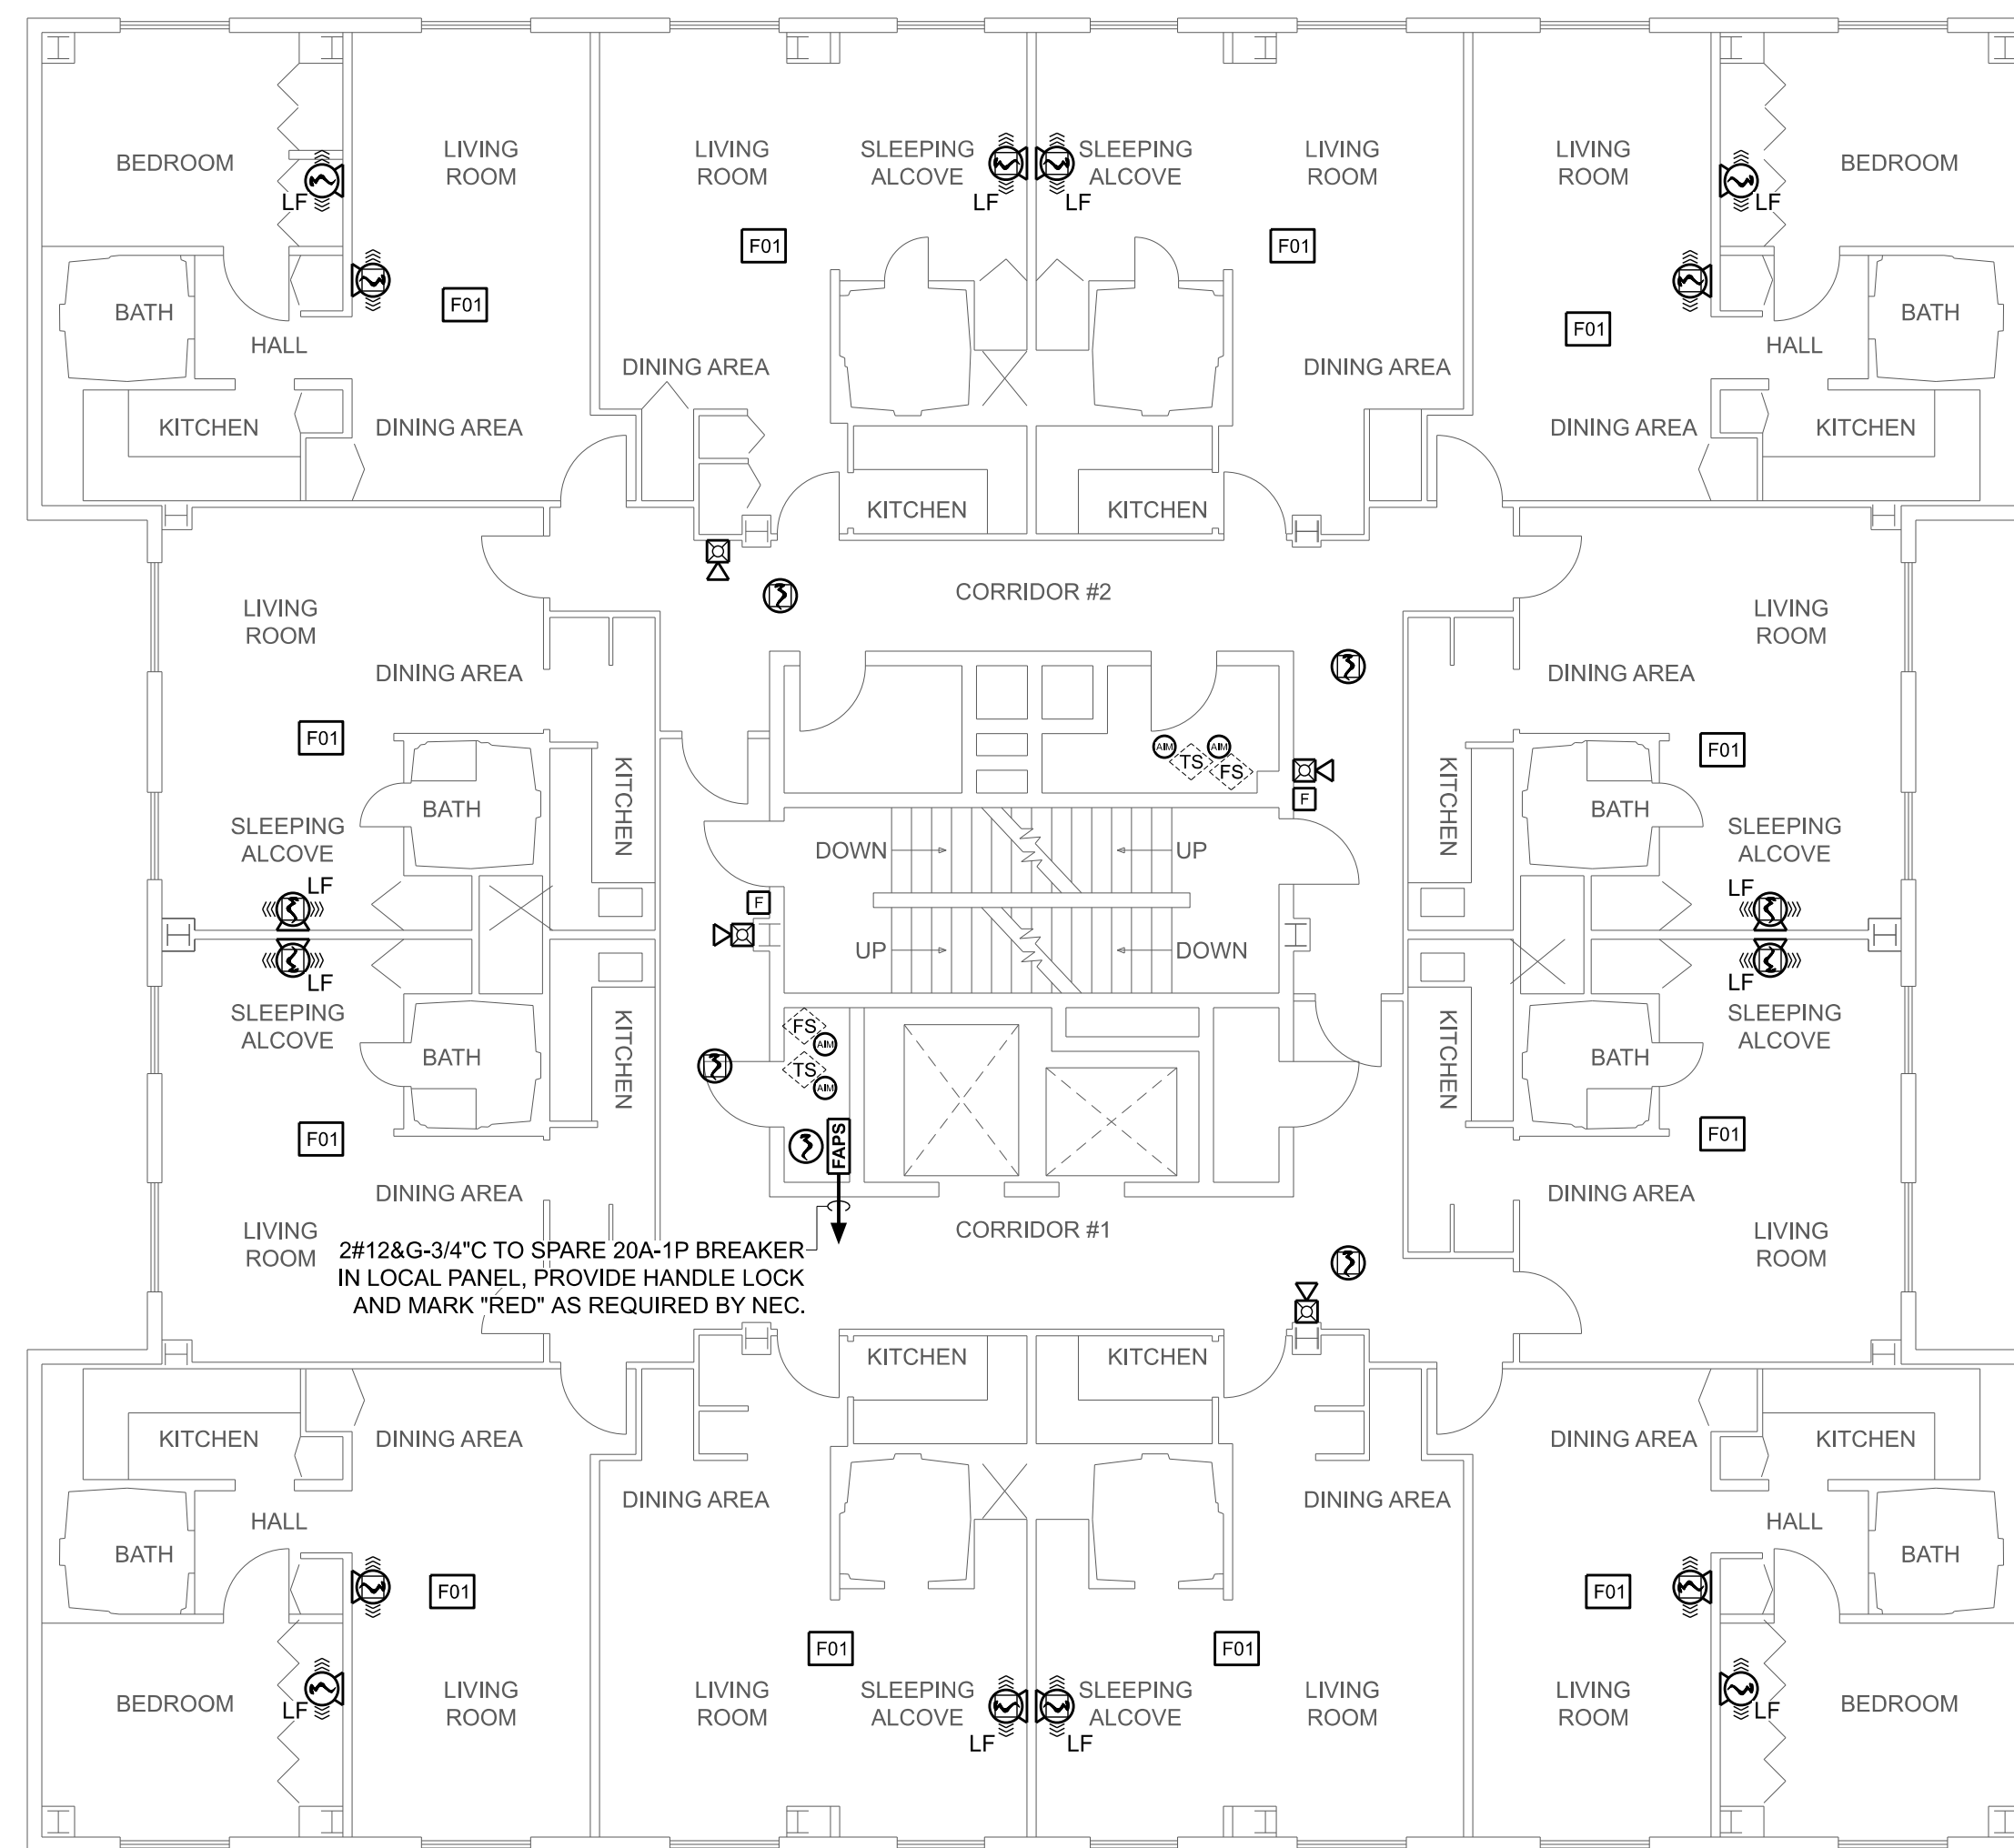 BEDROOM
LIVING
ROOM
LIVING
ROOM
SLEEPING
ALCOVE
SLEEPING
ALCOVE
LIVING
ROOM
LIVING
ROOM
BEDROOM
LF
LF
LF
LF
F01
F01
F01
F01
BATH
HALL
DINING AREA
DINING AREA
HALL
BATH
KITCHEN
DINING AREA
DINING AREA
KITCHEN
KITCHEN
KITCHEN
CORRIDOR #2
LIVING
ROOM
LIVING
ROOM
DINING AREA
DINING AREA
F01
F01
AIM
AIM
TS
FS
F
KITCHEN
KITCHEN
BATH
BATH
SLEEPING
ALCOVE
SLEEPING
ALCOVE
DOWN
UP
LF
LF
F
UP
DOWN
LF
LF
SLEEPING
ALCOVE
SLEEPING
ALCOVE
FS
AIM
TS
AIM
BATH
BATH
KITCHEN
KITCHEN
F01
F01
FAPS
DINING AREA
DINING AREA
LIVING
ROOM
LIVING
ROOM
CORRIDOR #1
2#12&G-3/4"C TO SPARE 20A-1P BREAKER
IN LOCAL PANEL, PROVIDE HANDLE LOCK
AND MARK "RED" AS REQUIRED BY NEC.
KITCHEN
KITCHEN
KITCHEN
DINING AREA
DINING AREA
KITCHEN
DINING AREA
DINING AREA
HALL
HALL
BATH
BATH
F01
F01
F01
F01
BEDROOM
LF
LIVING
ROOM
LIVING
ROOM
SLEEPING
ALCOVE
LF
SLEEPING
ALCOVE
LF
LIVING
ROOM
LIVING
ROOM
LF
BEDROOM